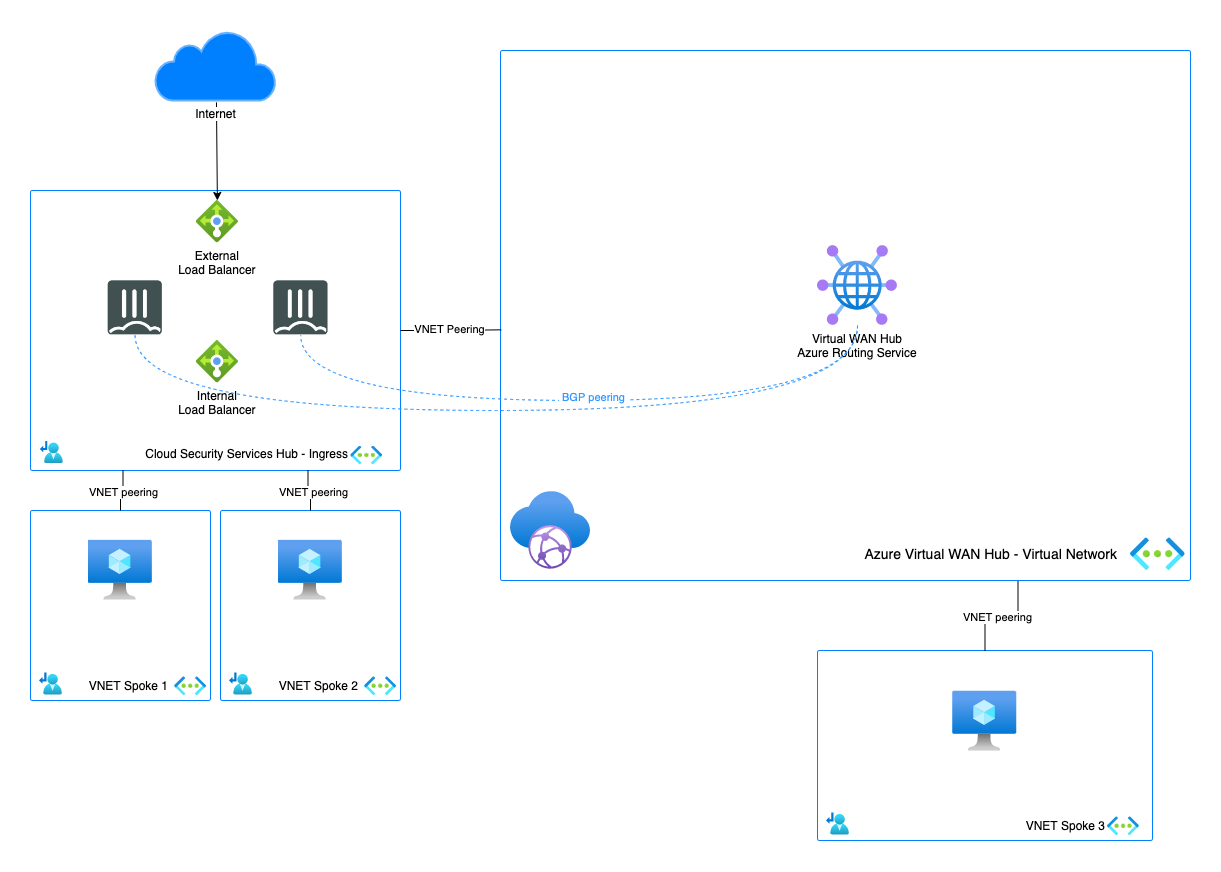 Internet
External
Load Balancer
Internal
Load Balancer
Cloud Security Services Hub - Ingress
VNET Peering
Virtual WAN Hub
Azure Routing Service
BGP peering
Azure Virtual WAN Hub - Virtual Network
VNET peering
VNET peering
VNET Spoke 1
VNET Spoke 2
VNET peering
VNET Spoke 3